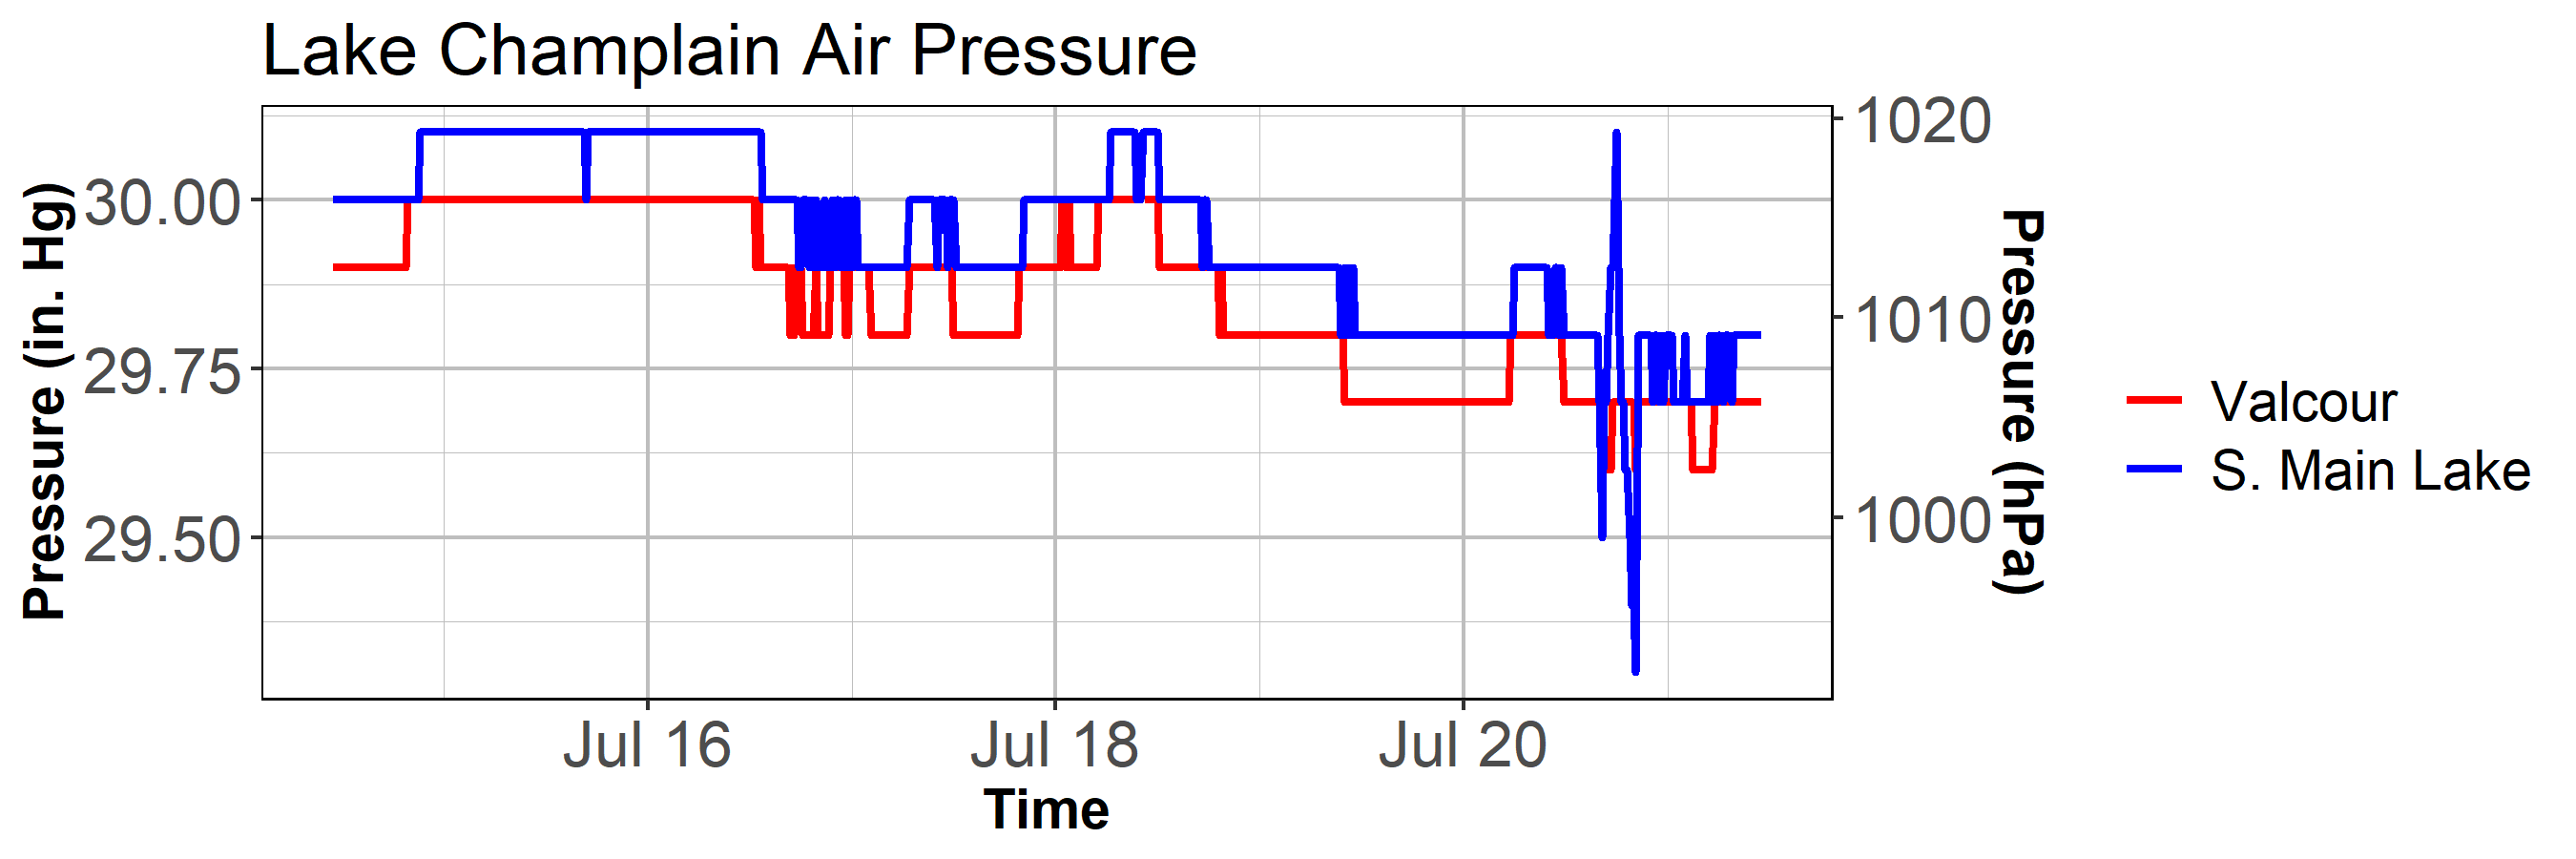 Lake Champlain Air Pressure
Pressure (in. Hg)
30.00
29.75
29.50
1020
1010
1000
Pressure (hPa)
Jul 16
Jul 18
Jul 20
Time
Valcour
S. Main Lake